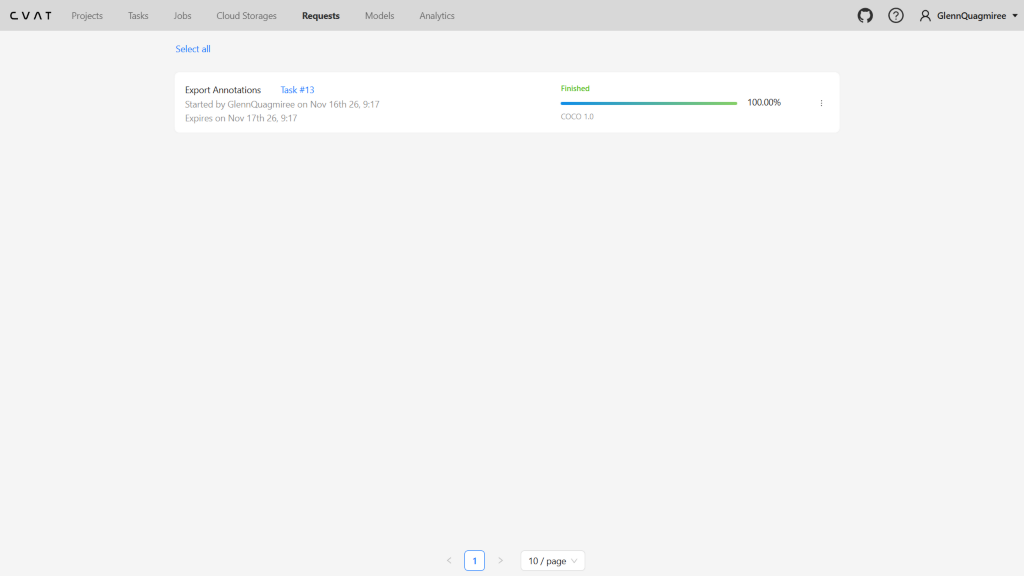 CVAT Projects Tasks Jobs Cloud Storages Requests Models Analytics GlennQuagmiree
Select all
Export Annotations Task #13
Started by GlennQuagmiree on Nov 16th 26, 9:17
Expires on Nov 17th 26, 9:17
Finished
100.00%
COCO 1.0
1 10 / page